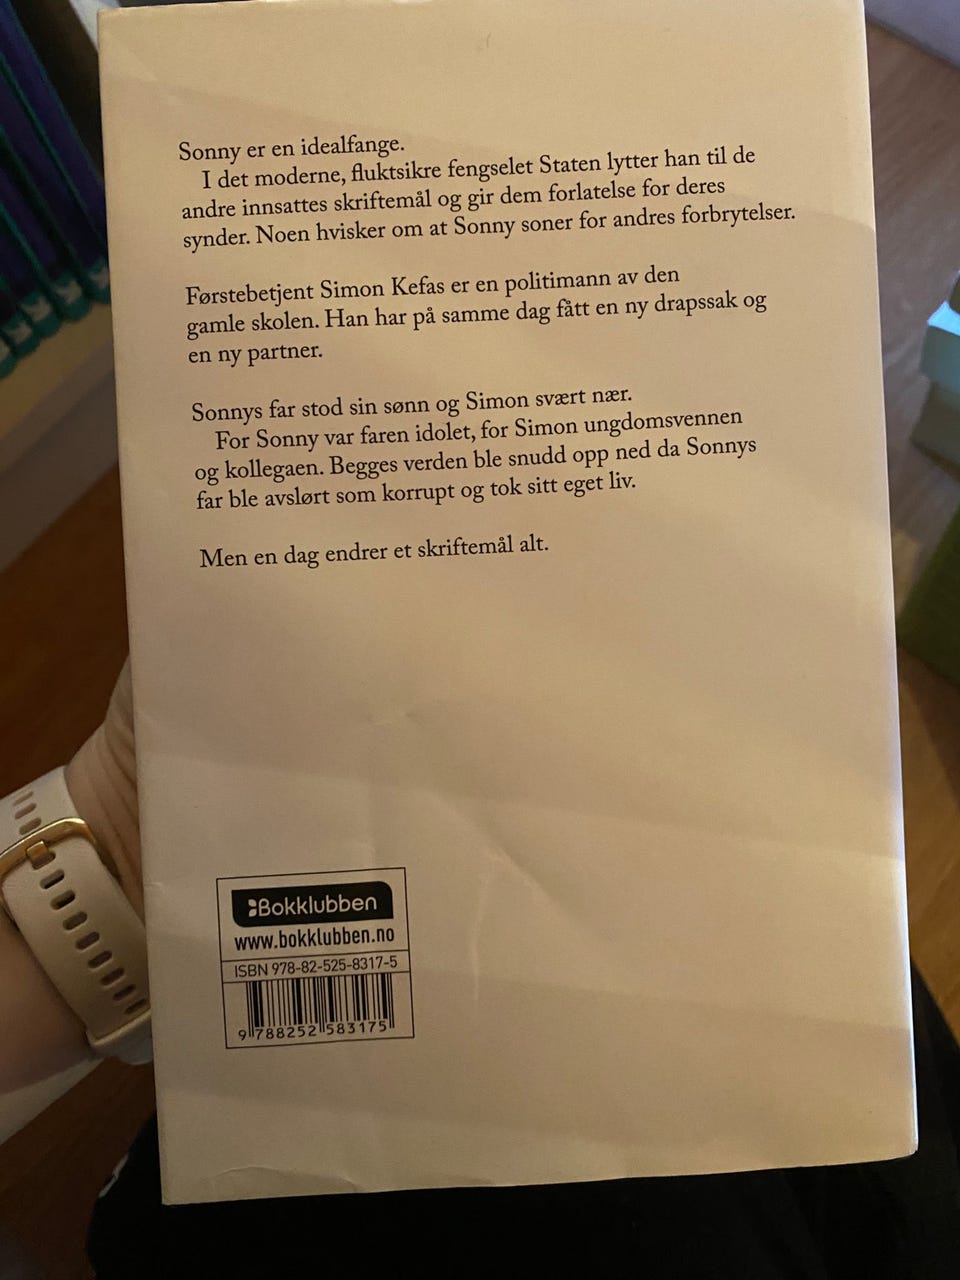 Sonny er en idealfange.
I det moderne, fluktsikre fengselet Staten lytter han til de
andre innsattes skriftemål og gir dem forlatelse for deres
synder. Noen hvisker om at Sonny soner for andres forbrytelser.
Førstebetjent Simon Kefas er en politimann av den
gamle skolen. Han har på samme dag fått en ny drapssak og
en ny partner.
Sonnys far stod sin sønn og Simon svært nær.
For Sonny var faren idolet, for Simon ungdomsvennen
og kollegaen. Begges verden ble snudd opp ned da Sonnys
far ble avslørt som korrupt og tok sitt eget liv.
Men en dag endrer et skriftemål alt.
Bokklubben
www.bokklubben.no
ISBN 978-82-525-8317-5
9 788252 583175